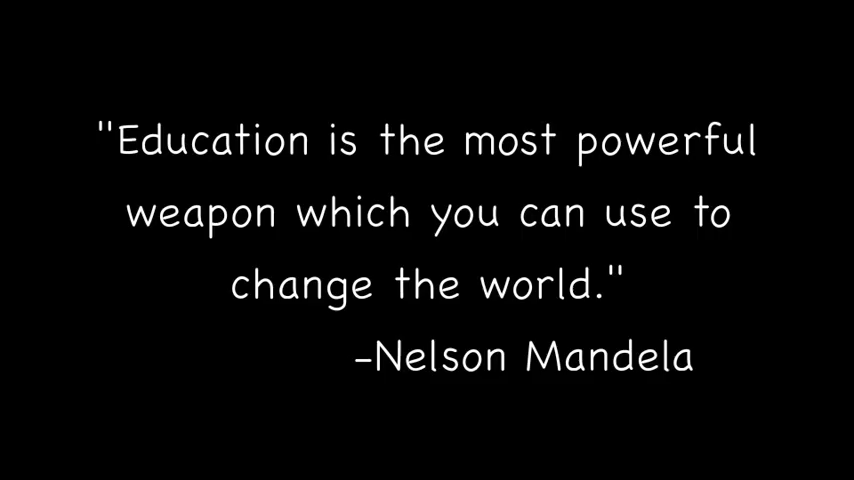 "Education is the most powerful
weapon which you can use to
change the world."
-Nelson Mandela